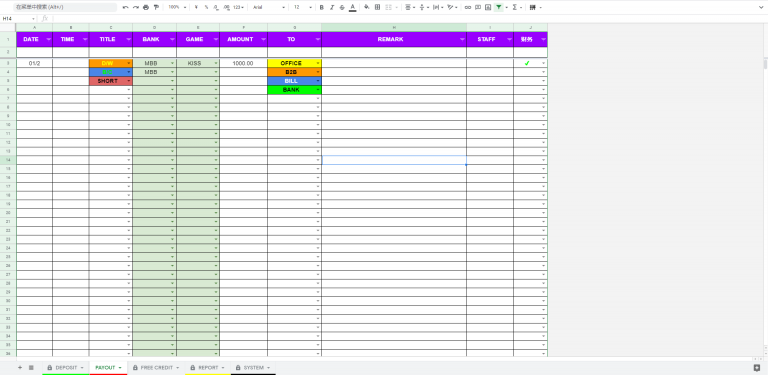 在菜单中搜索 (Alt+/)
100%
¥ % .0 .00 123
Arial
12
B I S A
H14
fx
A B C D E F G H I J
1 DATE TIME TITLE BANK GAME AMOUNT TO REMARK STAFF 财务
2
3 01/2 D/W MBB KISS 1000.00 OFFICE ✓
4 MBB B2B
5 SHORT BILL
6 BANK
7
8
9
10
11
12
13
14
15
16
17
18
19
20
21
22
23
24
25
26
27
28
29
30
31
32
33
34
35
36
+ DEPOSIT PAYOUT FREE CREDIT REPORT SYSTEM